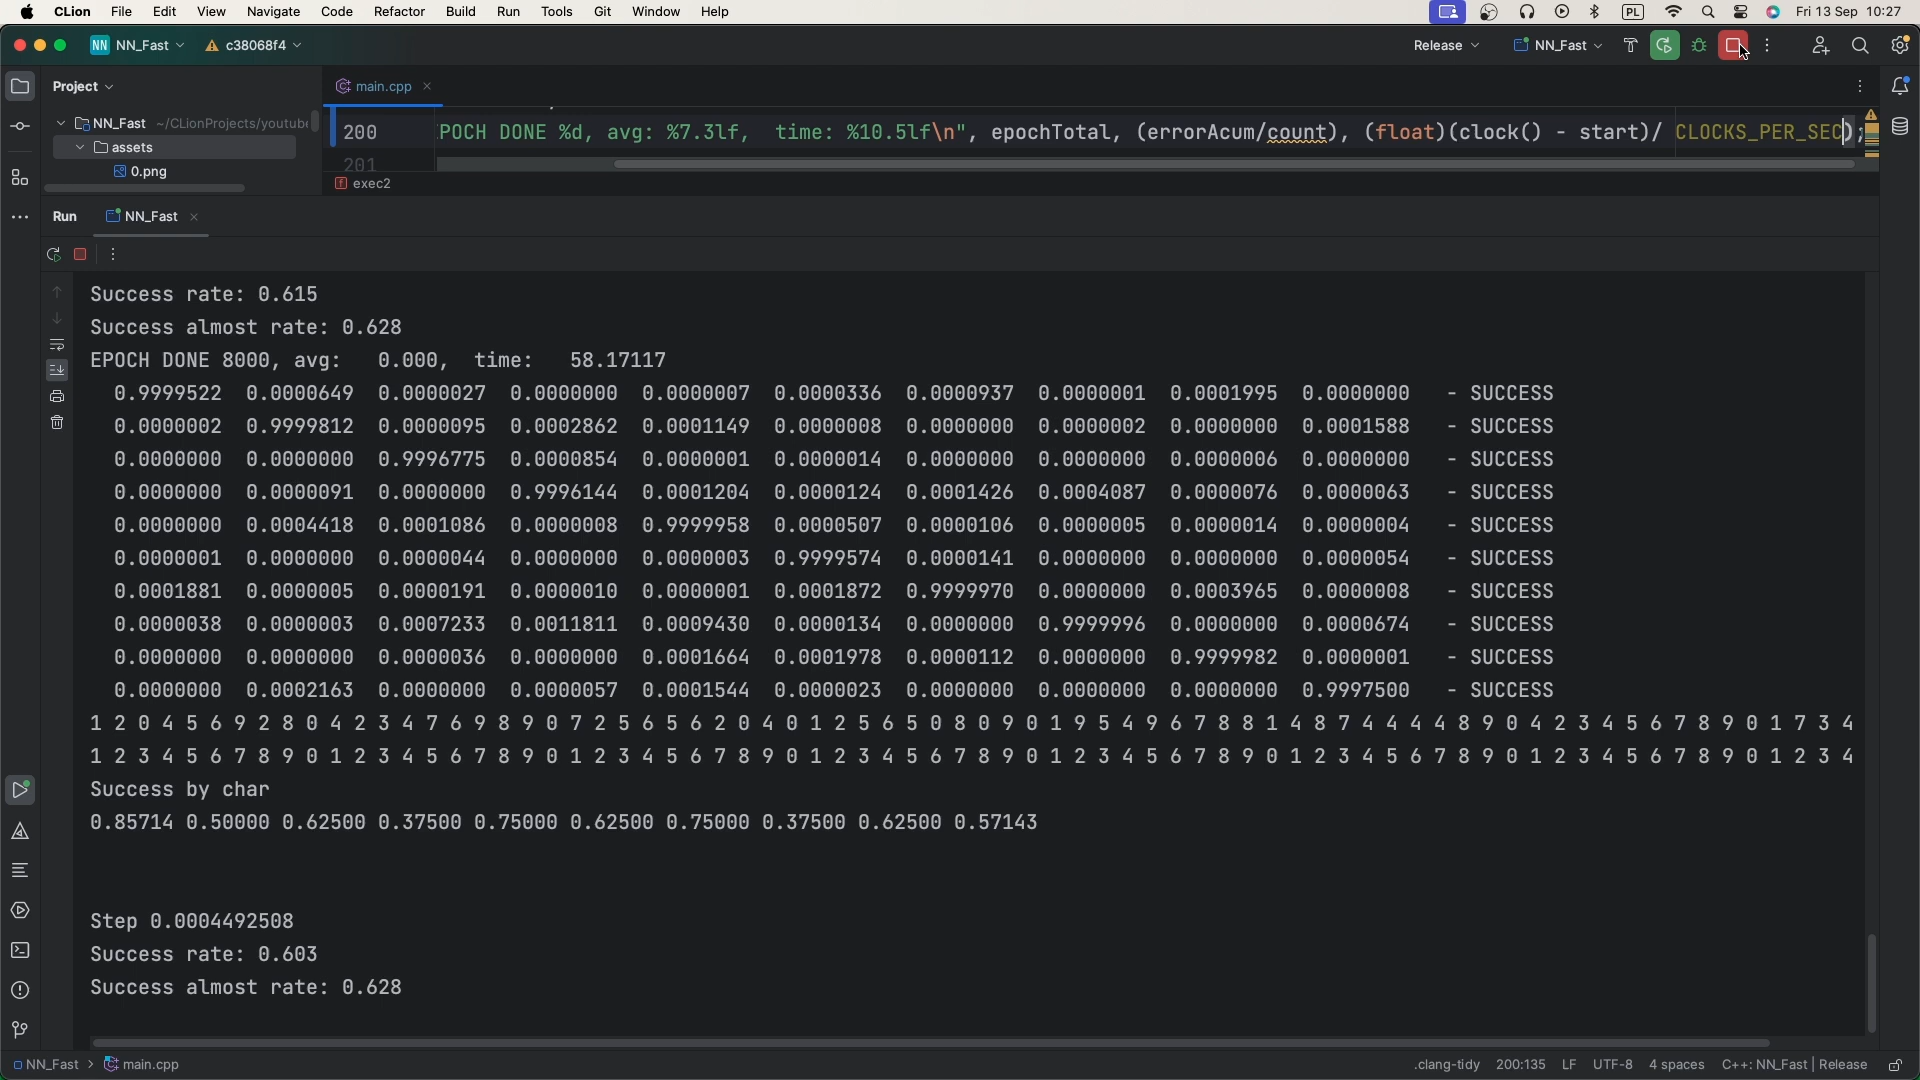 CLion File Edit View Navigate Code Refactor Build Run Tools Git Window Help PL Fri 13 Sep 10:27
NN NN_Fast c38068f4 Release NN_Fast
Project main.cpp
NN_Fast ~/CLionProjects/youtube
assets
0.png
200 POCH DONE %d, avg: %7.3lf, time: %10.5lf\n", epochTotal, (errorAcum/count), (float)(clock() - start)/ CLOCKS_PER_SEC);
201
exec2
Run NN_Fast
Success rate: 0.615
Success almost rate: 0.628
EPOCH DONE 8000, avg: 0.000, time: 58.17117
0.9999522 0.0000649 0.0000027 0.0000000 0.0000007 0.0000336 0.0000937 0.0000001 0.0001995 0.0000000 - SUCCESS
0.0000002 0.9999812 0.0000095 0.0002862 0.0001149 0.0000008 0.0000000 0.0000002 0.0000000 0.0001588 - SUCCESS
0.0000000 0.0000000 0.9996775 0.0000854 0.0000001 0.0000014 0.0000000 0.0000000 0.0000006 0.0000000 - SUCCESS
0.0000000 0.0000091 0.0000000 0.9996144 0.0001204 0.0000124 0.0001426 0.0004087 0.0000076 0.0000063 - SUCCESS
0.0000000 0.0004418 0.0001086 0.0000008 0.9999958 0.0000507 0.0000106 0.0000005 0.0000014 0.0000004 - SUCCESS
0.0000001 0.0000000 0.0000044 0.0000000 0.0000003 0.9999574 0.0000141 0.0000000 0.0000000 0.0000054 - SUCCESS
0.0001881 0.0000005 0.0000191 0.0000010 0.0000001 0.0001872 0.9999970 0.0000000 0.0003965 0.0000008 - SUCCESS
0.0000038 0.0000003 0.0007233 0.0011811 0.0009430 0.0000134 0.0000000 0.9999996 0.0000000 0.0000674 - SUCCESS
0.0000000 0.0000000 0.0000036 0.0000000 0.0001664 0.0001978 0.0000112 0.0000000 0.9999982 0.0000001 - SUCCESS
0.0000000 0.0002163 0.0000000 0.0000057 0.0001544 0.0000023 0.0000000 0.0000000 0.0000000 0.9997500 - SUCCESS
1 2 0 4 5 6 9 2 8 0 4 2 3 4 7 6 9 8 9 0 7 2 5 6 5 6 2 0 4 0 1 2 5 6 5 0 8 0 9 0 1 9 5 4 9 6 7 8 8 1 4 8 7 4 4 4 4 8 9 0 4 2 3 4 5 6 7 8 9 0 1 7 3 4
1 2 3 4 5 6 7 8 9 0 1 2 3 4 5 6 7 8 9 0 1 2 3 4 5 6 7 8 9 0 1 2 3 4 5 6 7 8 9 0 1 2 3 4 5 6 7 8 9 0 1 2 3 4 5 6 7 8 9 0 1 2 3 4 5 6 7 8 9 0 1 2 3 4
Success by char
0.85714 0.50000 0.62500 0.37500 0.75000 0.62500 0.75000 0.37500 0.62500 0.57143
Step 0.0004492508
Success rate: 0.603
Success almost rate: 0.628
NN_Fast > main.cpp .clang-tidy 200:135 LF UTF-8 4 spaces C++: NN_Fast | Release